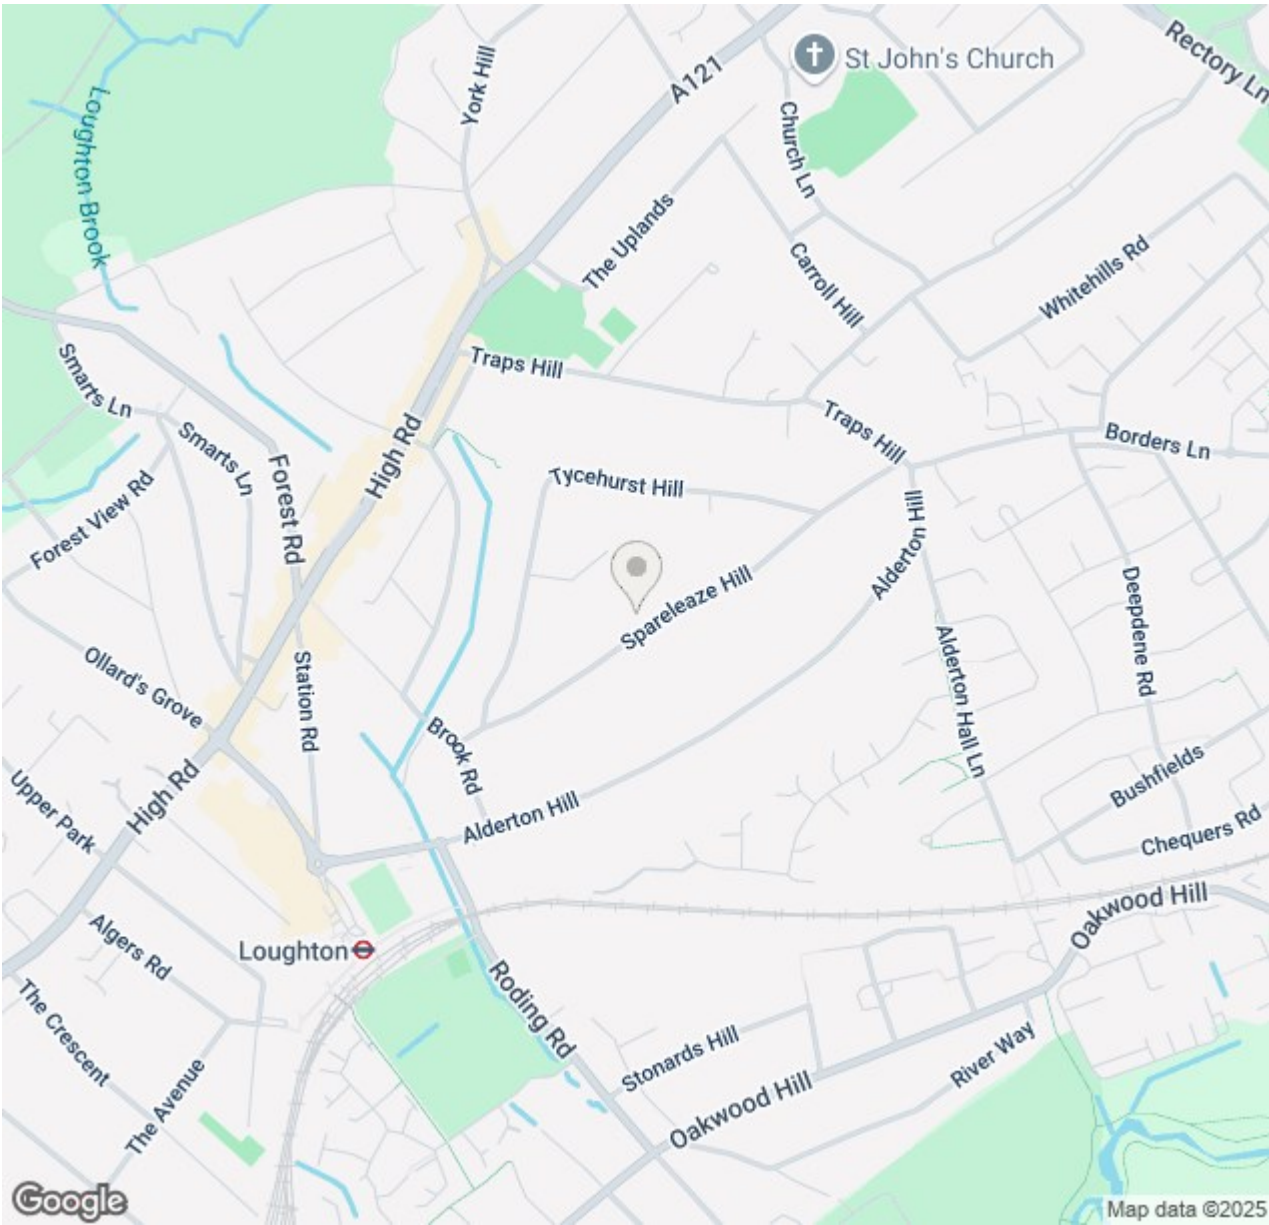 York Hill
A121
St John's Church
Rectory Ln
Loughton Brook
Church Ln
The Uplands
Carroll Hill
Whitehills Rd
Smarts Ln
Traps Hill
Traps Hill
Borders Ln
Smarts Ln
High Rd
Forest Rd
Tycehurst Hill
Forest View Rd
Alderton Hill
Spareleaze Hill
Deepdene Rd
Ollard's Grove
Station Rd
Alderton Hall Ln
Brook Rd
Upper Park
High Rd
Alderton Hill
Bushfields
Chequers Rd
Oakwood Hill
Algers Rd
Loughton
The Crescent
Roding Rd
The Avenue
Stonards Hill
River Way
Oakwood Hill
Google
Map data ©2025